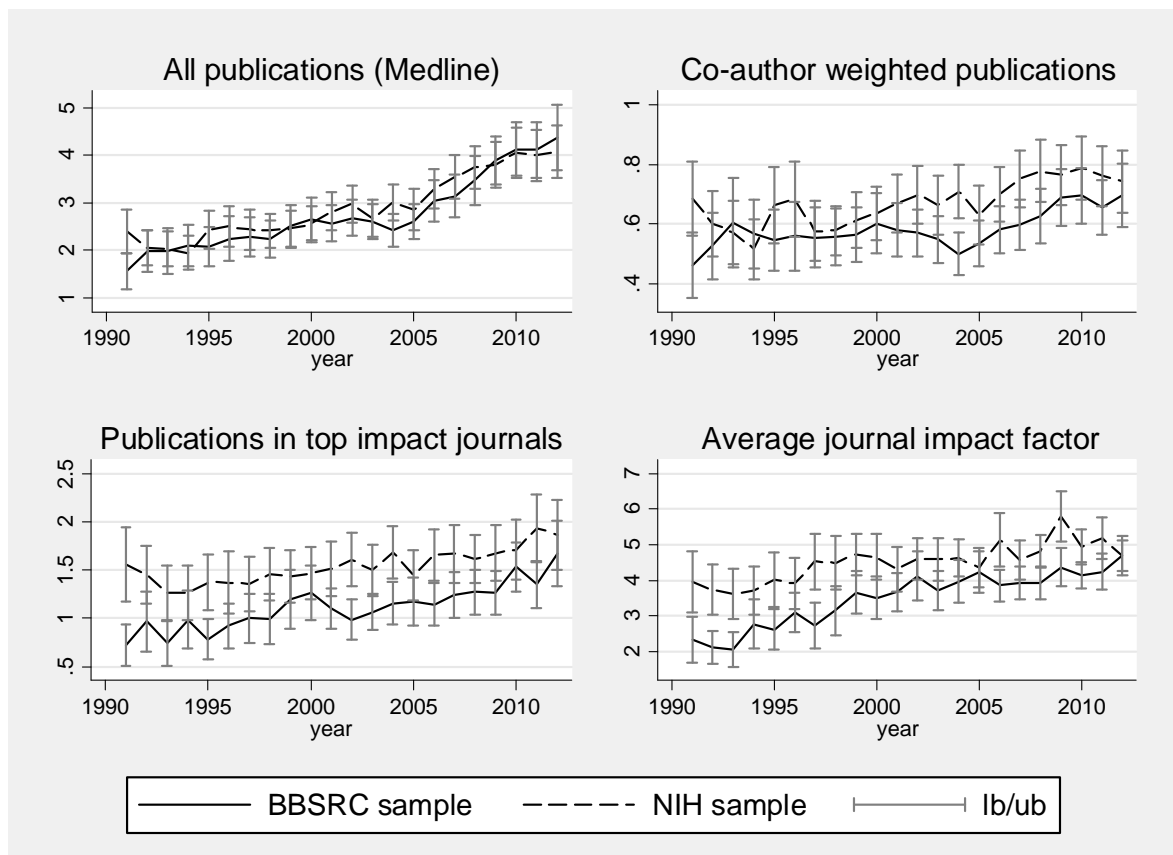 All publications (Medline)
5
4
3
2
1
1990 1995 2000 2005 2010
year
Co-author weighted publications
1
.8
.6
.4
1990 1995 2000 2005 2010
year
Publications in top impact journals
2.5
2
1.5
1
.5
1990 1995 2000 2005 2010
year
Average journal impact factor
7
6
5
4
3
2
1990 1995 2000 2005 2010
year
BBSRC sample NIH sample lb/ub